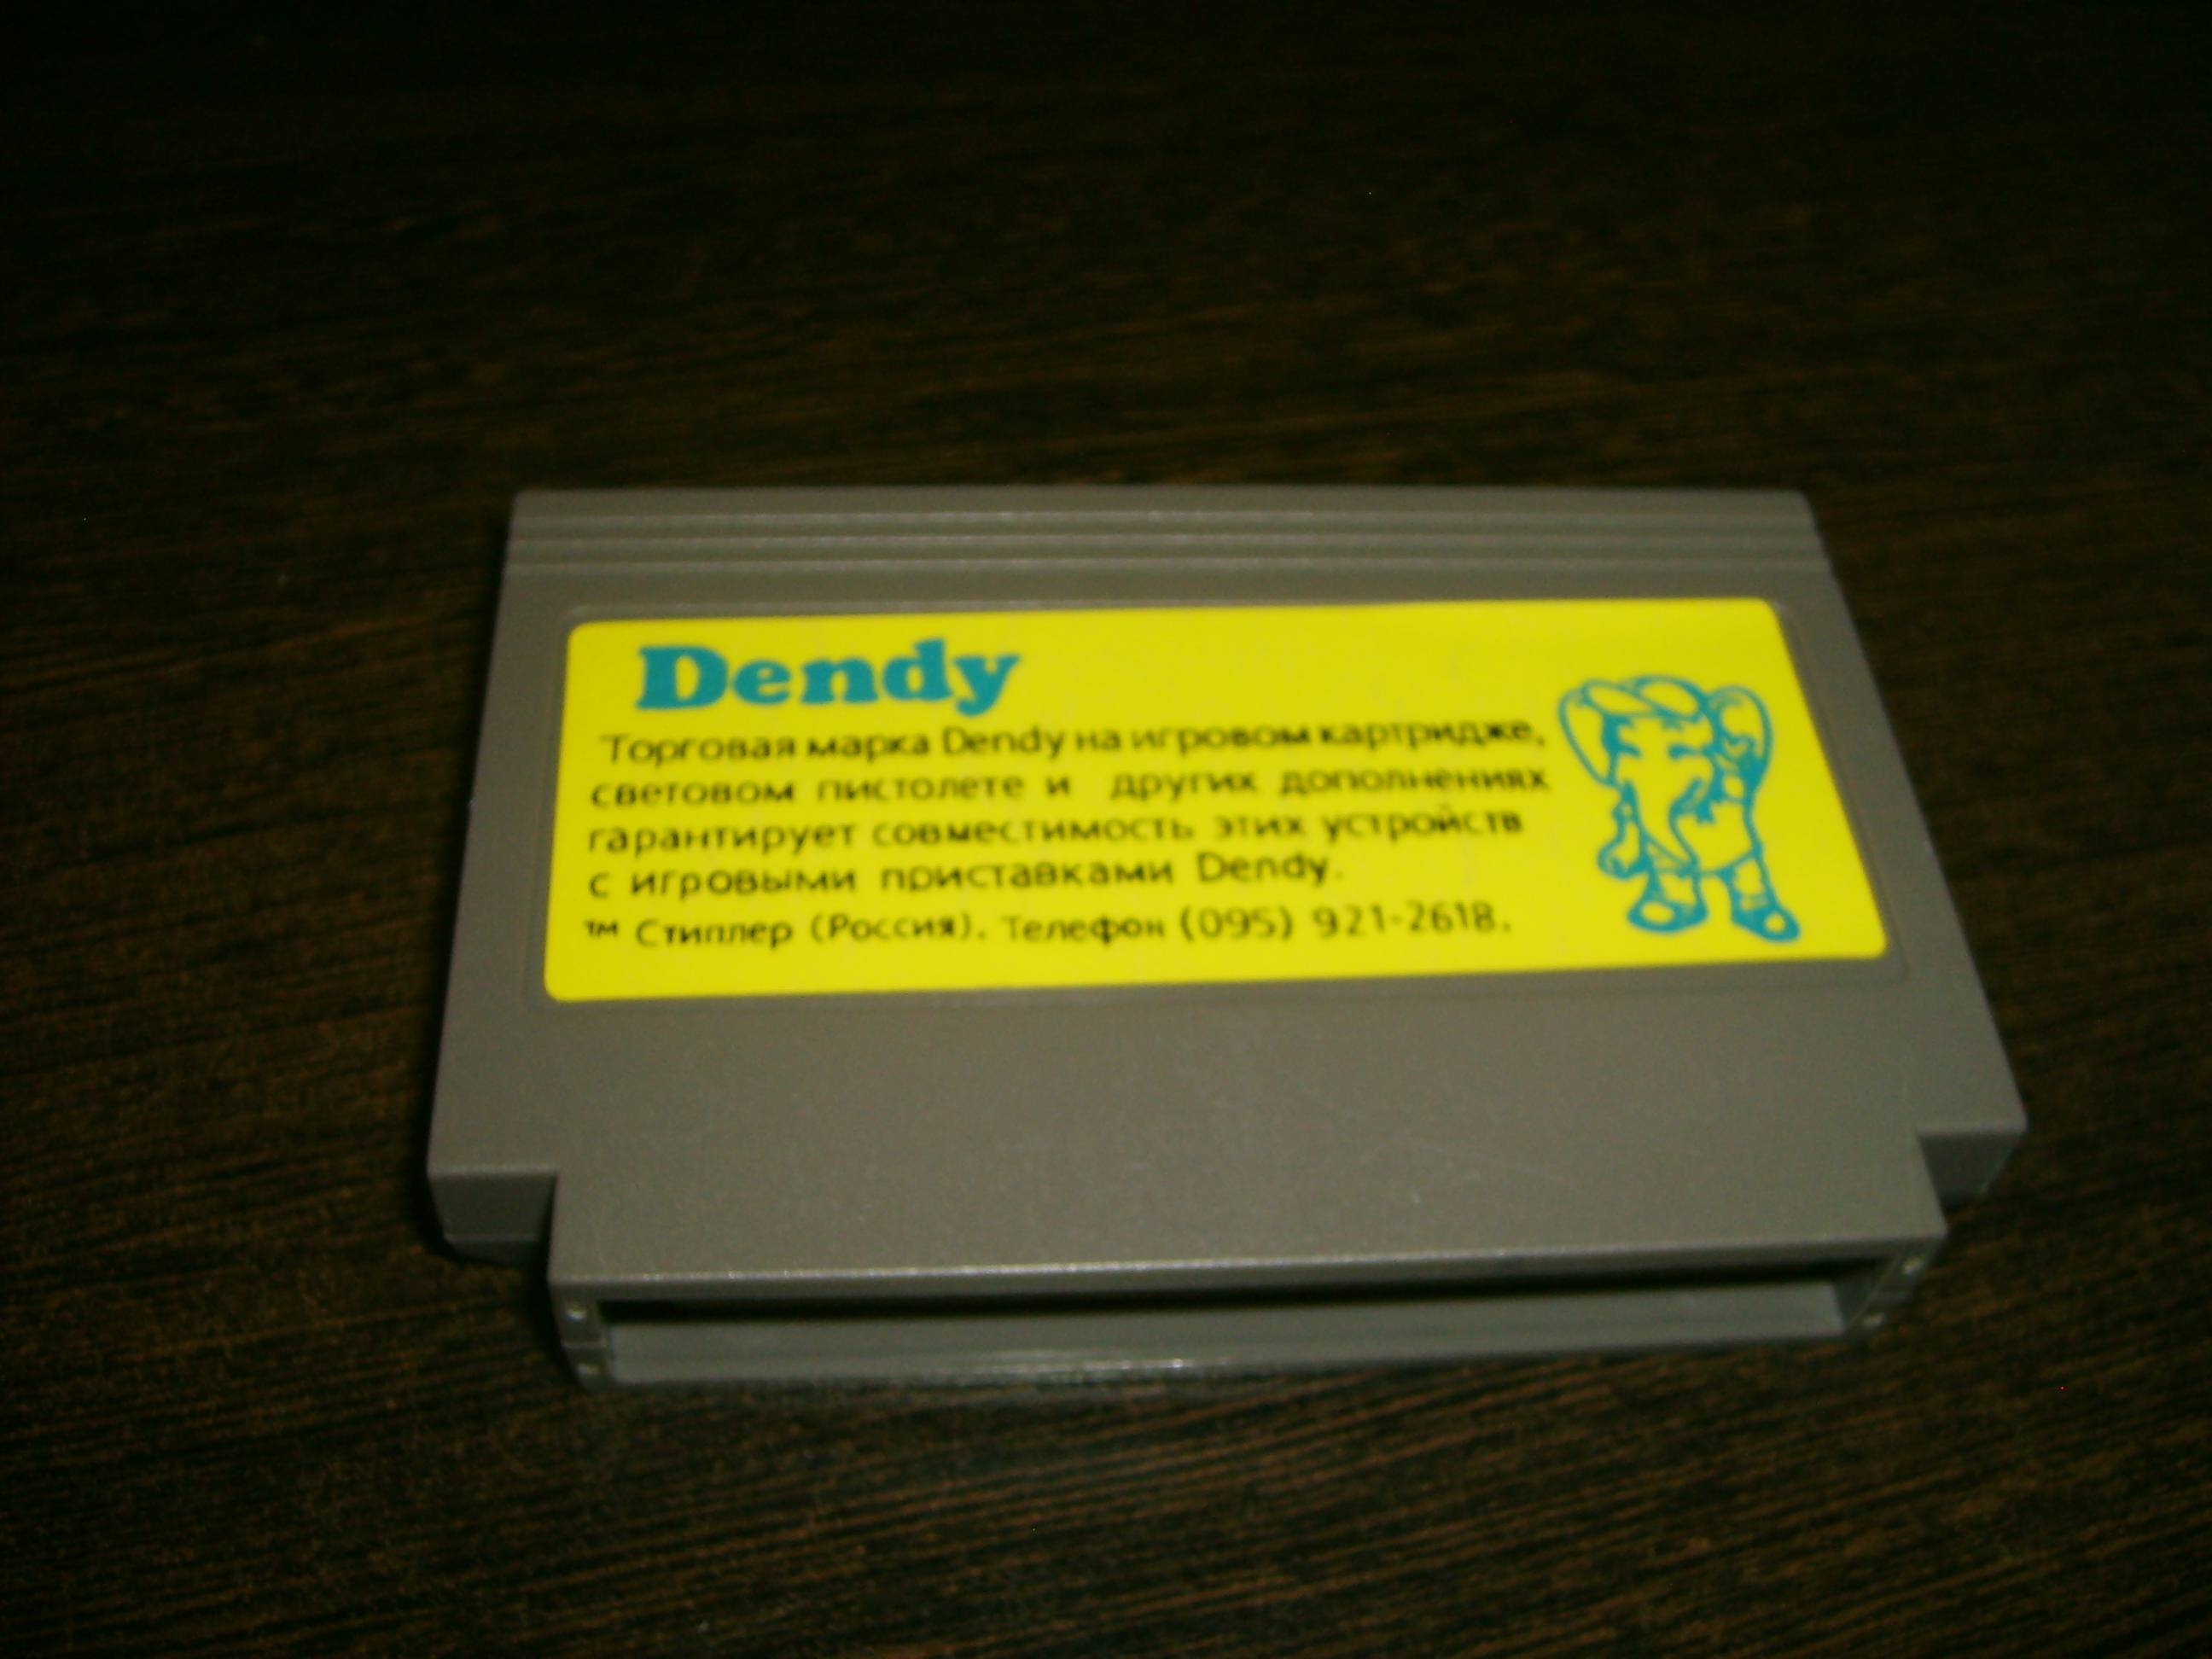 Dendy
Торговая марка Dendy на игровом картридже,
световом пистолете и других дополнениях
гарантирует совместимость этих устройств
с игровыми приставками Dendy.
™ Стиплер (Россия). Телефон (095) 921-2618.